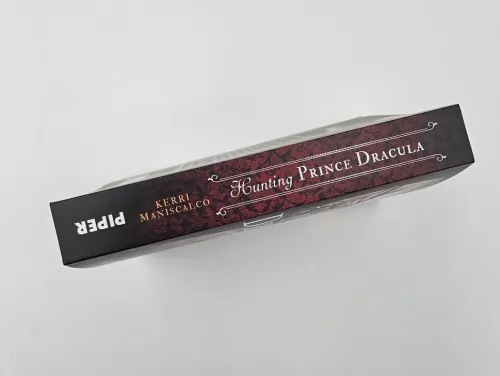 PIPER
KERRI
MANISCALCO
Hunting PRINCE DRACULA